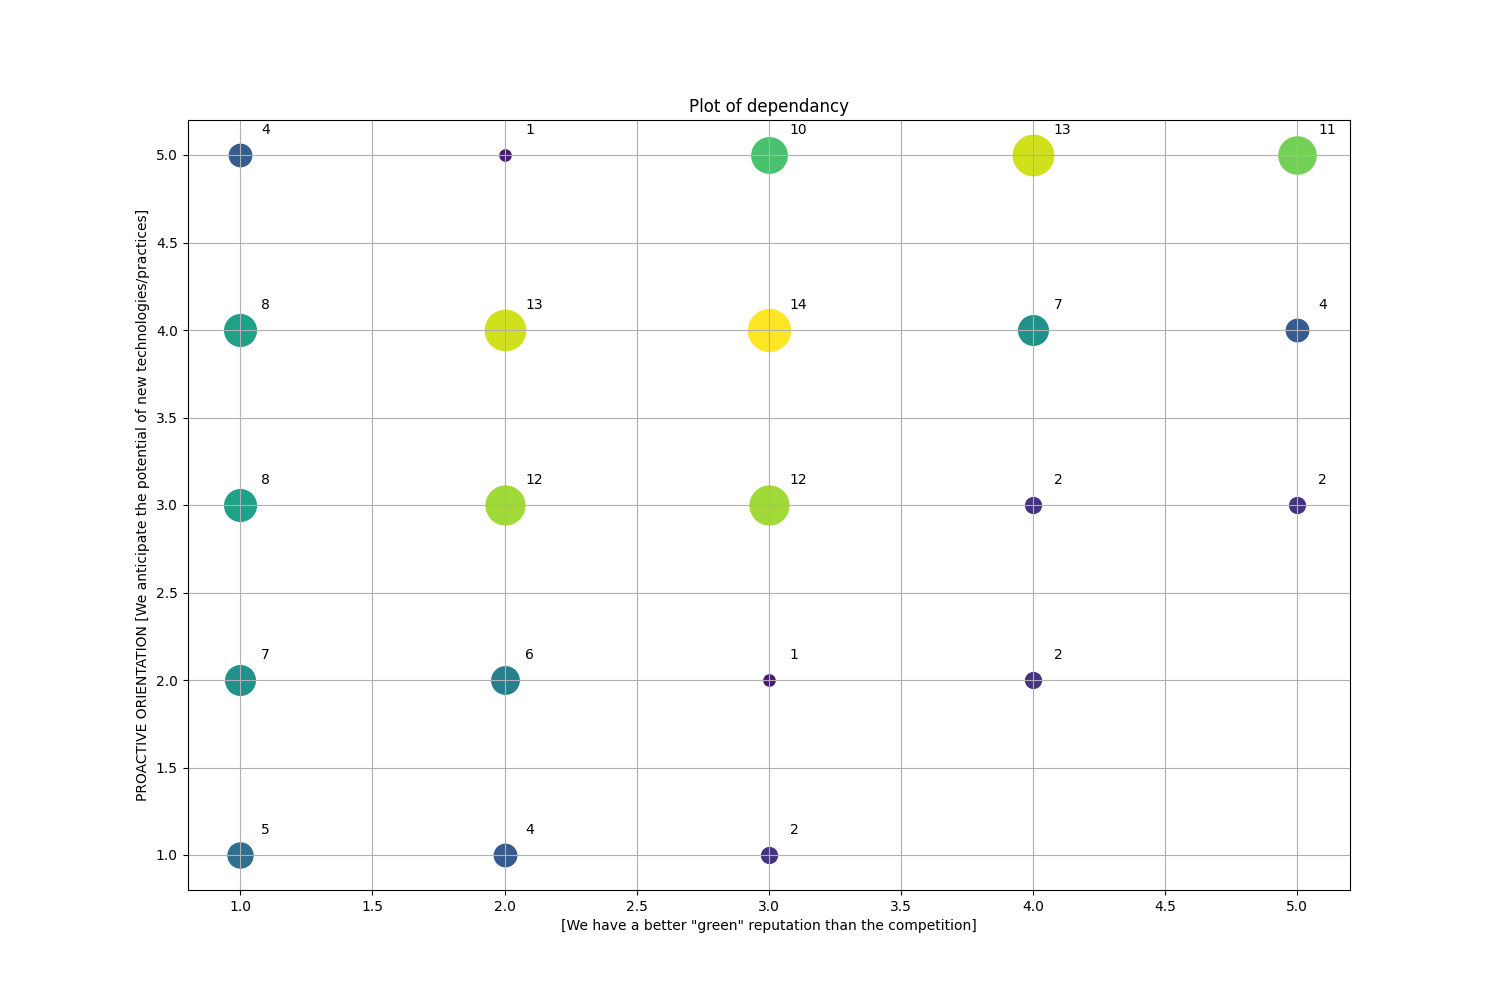 Plot of dependancy
4 1 10 13 11
5.0
4.5
8 13 14 7 4
4.0
3.5
8 12 12 2 2
3.0
2.5
7 6 1 2
2.0
1.5
5 4 2
1.0
1.0 1.5 2.0 2.5 3.0 3.5 4.0 4.5 5.0
[We have a better "green" reputation than the competition]
PROACTIVE ORIENTATION [We anticipate the potential of new technologies/practices]